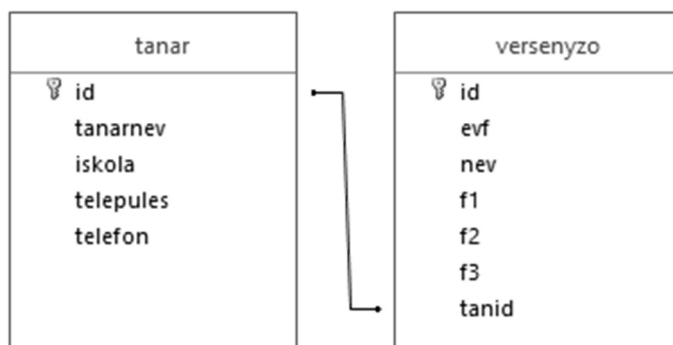 tanar
id
tanarnev
iskola
telepules
telefon
versenyzo
id
evf
nev
f1
f2
f3
tanid